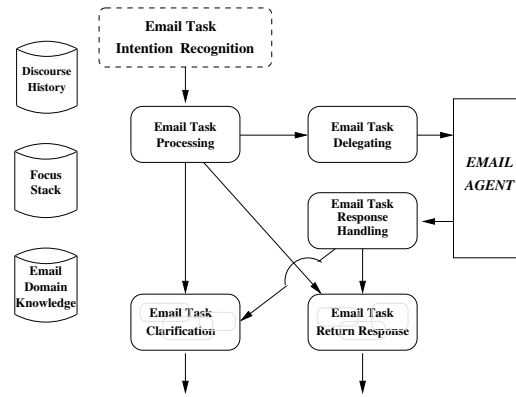 Email Task
Intention Recognition
Discourse
History
Email Task
Processing
Email Task
Delegating
EMAIL
AGENT
Focus
Stack
Email Task
Response
Handling
Email
Domain
Knowledge
Email Task
Clarification
Email Task
Return Response